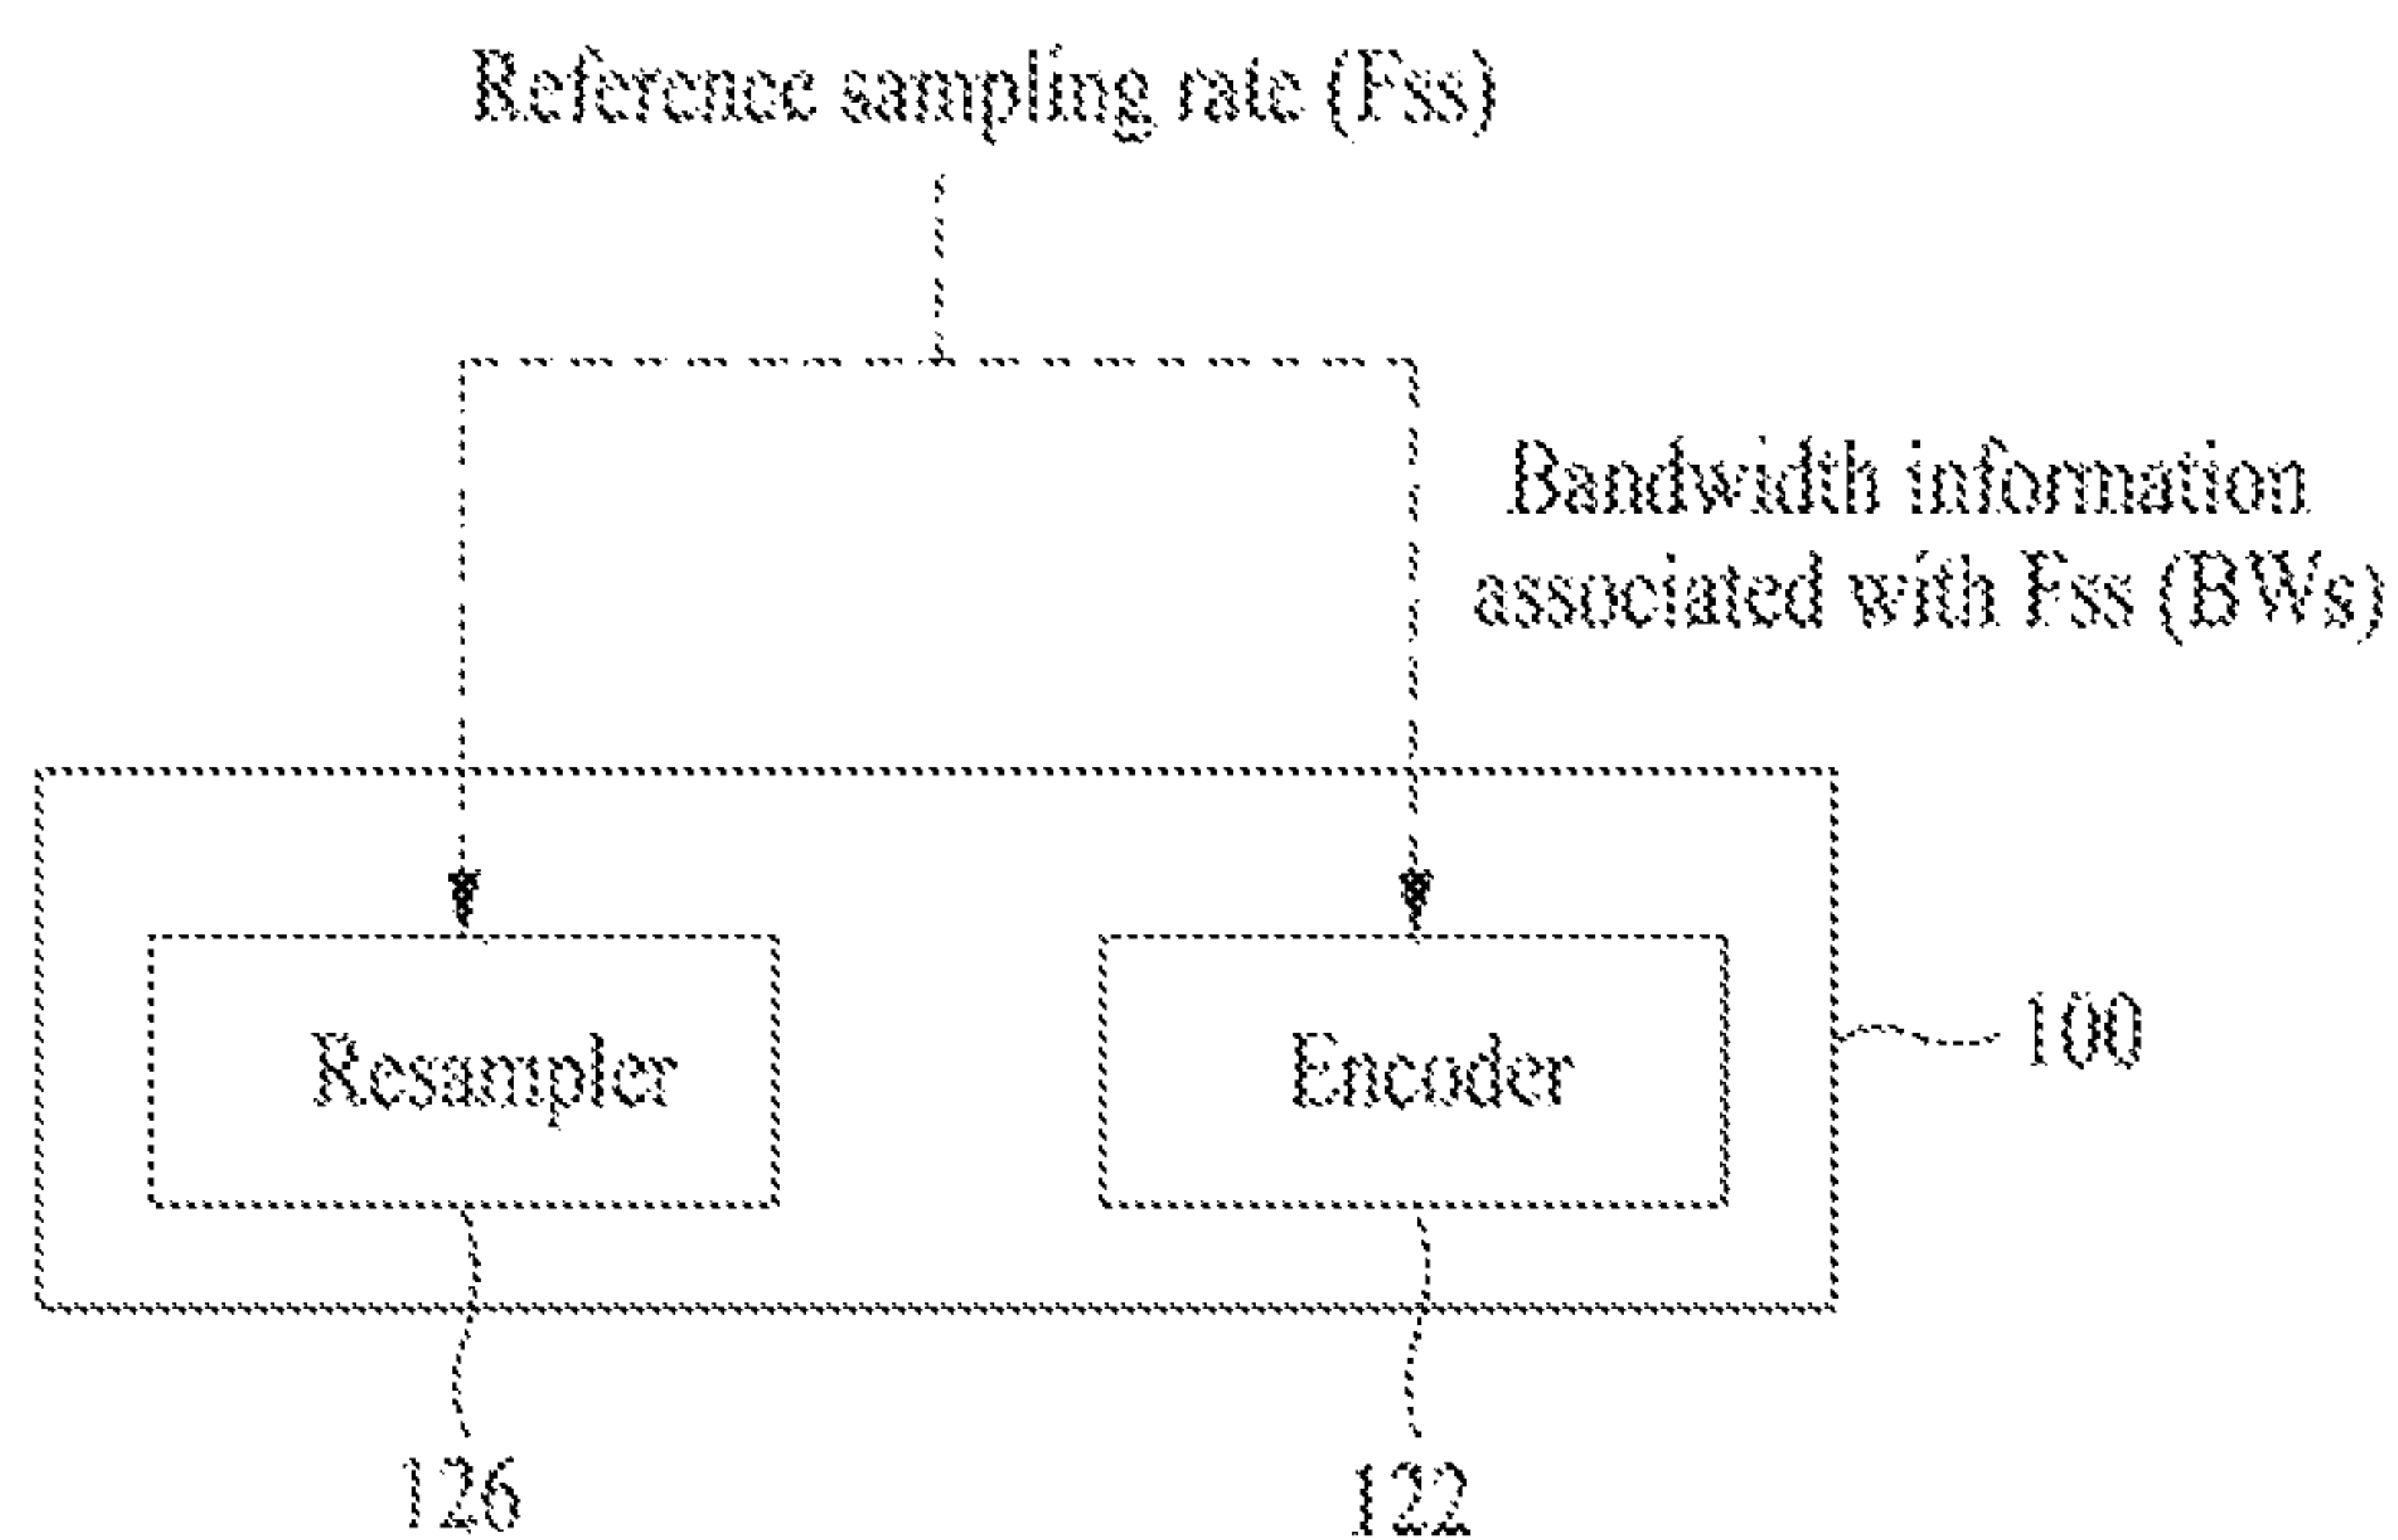 Reference sampling rate (Fss)
Bandwidth information
associated with Fss (BWs)
Resampler
Encoder
100
126
122